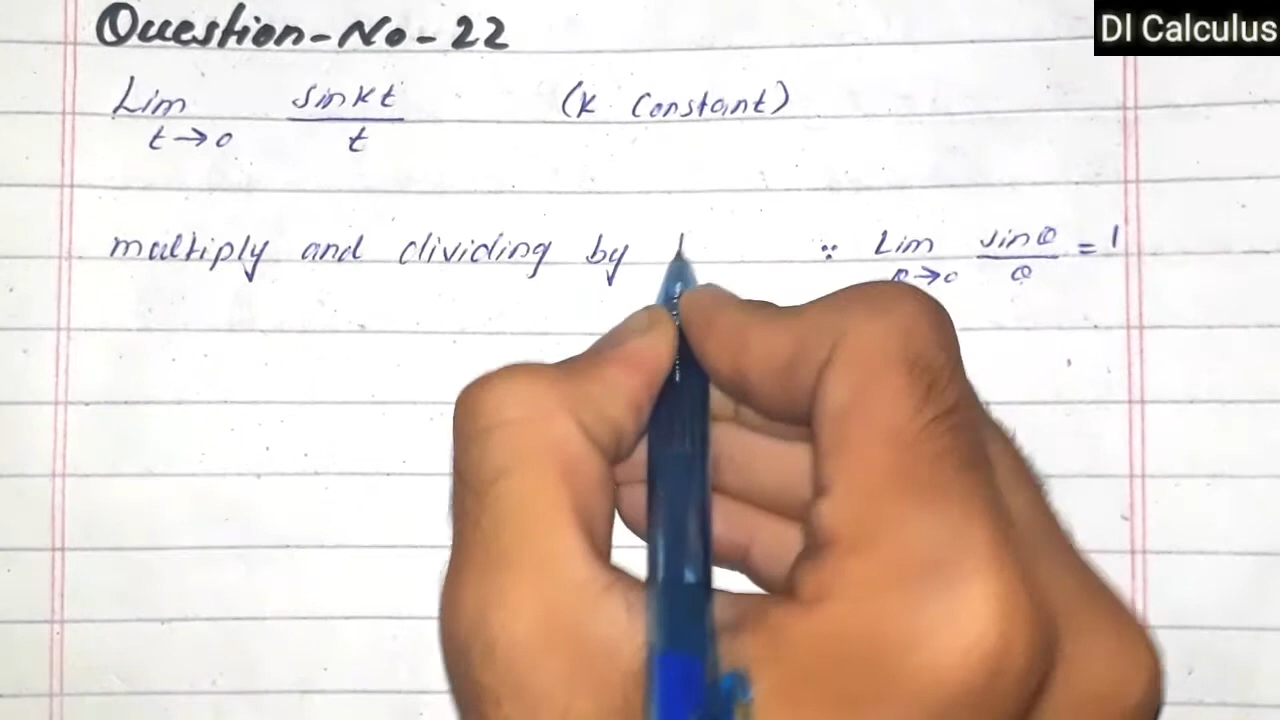 DI Calculus
Question-No-22
Lim sinkt (K Constant)
t→0 t
multiply and dividing by
∵ Lim sinθ = 1
θ→0 θ